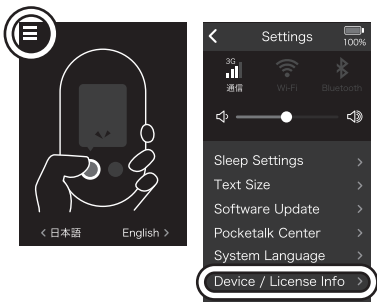 < 日本語 English >
Settings
100%
3G
通信 Wi-Fi Bluetooth
Sleep Settings
Text Size
Software Update
Pocketalk Center
System Language
Device / License Info